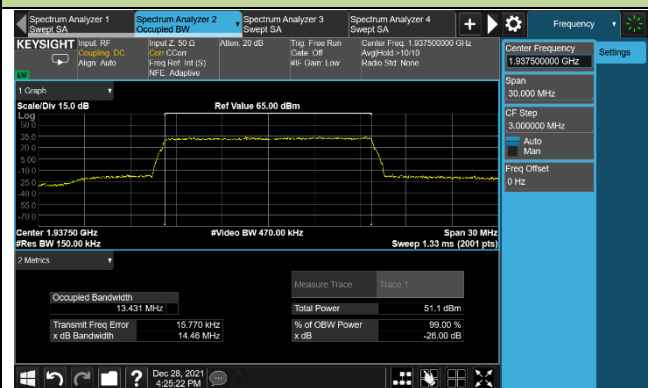 Spectrum Analyzer 1
Swept SA
Spectrum Analyzer 2
Occupied BW
Spectrum Analyzer 3
Swept SA
Spectrum Analyzer 4
Swept SA
+
Frequency
KEYSIGHT
Input: RF
Coupling: DC
Align: Auto
Input Z: 50 Ω
Corr CCorr
Freq Ref: Int (S)
NFE: Adaptive
Atten: 20 dB
Trig: Free Run
Gate: Off
#IF Gain: Low
Center Freq: 1.937500000 GHz
Avg|Hold:>10/10
Radio Std: None
LM
1 Graph
Scale/Div 15.0 dB
Ref Value 65.00 dBm
Log
50.0
35.0
20.0
5.00
-10.0
-25.0
-40.0
-55.0
-70.0
Center 1.93750 GHz
#Video BW 470.00 kHz
Span 30 MHz
#Res BW 150.00 kHz
Sweep 1.33 ms (2001 pts)
2 Metrics
Measure Trace
Trace 1
Occupied Bandwidth
13.431 MHz
Total Power
51.1 dBm
Transmit Freq Error
15.770 kHz
% of OBW Power
99.00 %
x dB Bandwidth
14.46 MHz
x dB
-26.00 dB
Dec 28, 2021
4:25:22 PM
?
Center Frequency
1.937500000 GHz
Settings
Span
30.000 MHz
CF Step
3.000000 MHz
Auto
Man
Freq Offset
0 Hz